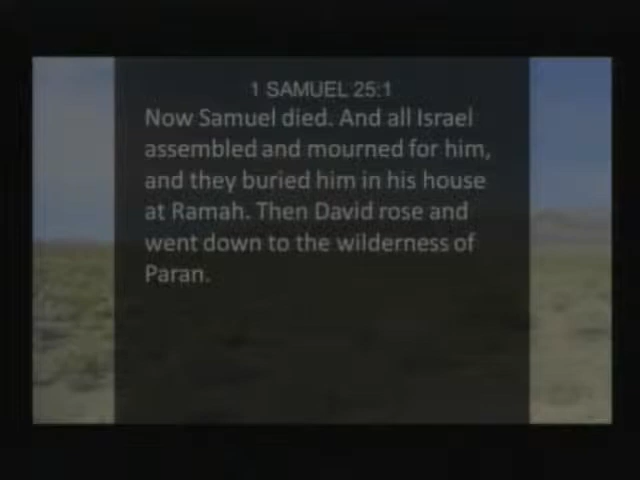 1 SAMUEL 25:1
Now Samuel died. And all Israel
assembled and mourned for him,
and they buried him in his house
at Ramah. Then David rose and
went down to the wilderness of
Paran.